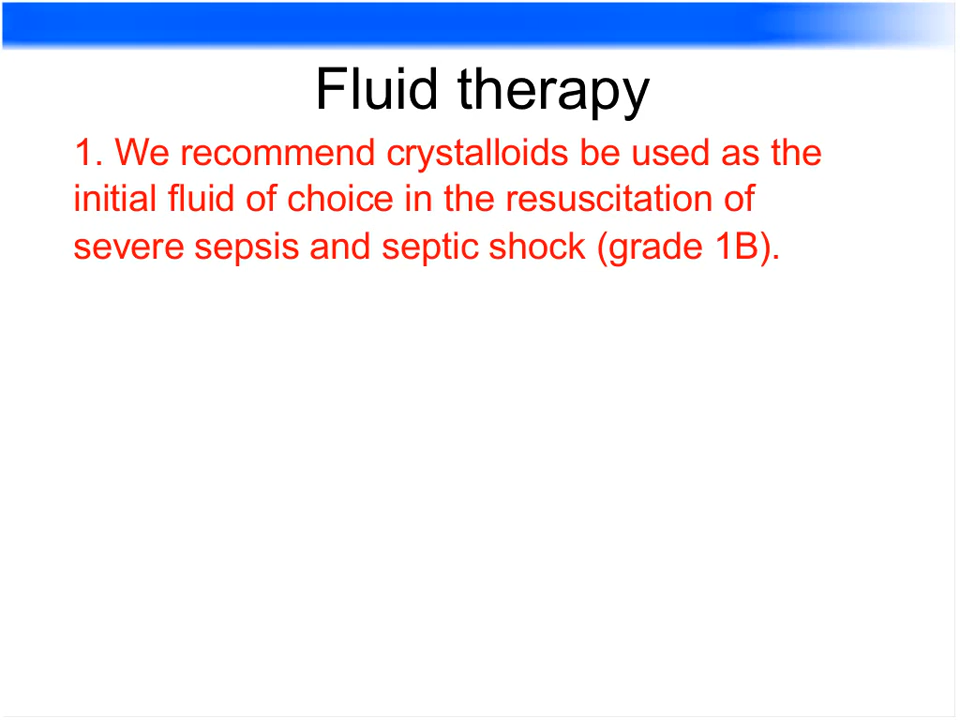 Fluid therapy
1. We recommend crystalloids be used as the
initial fluid of choice in the resuscitation of
severe sepsis and septic shock (grade 1B).